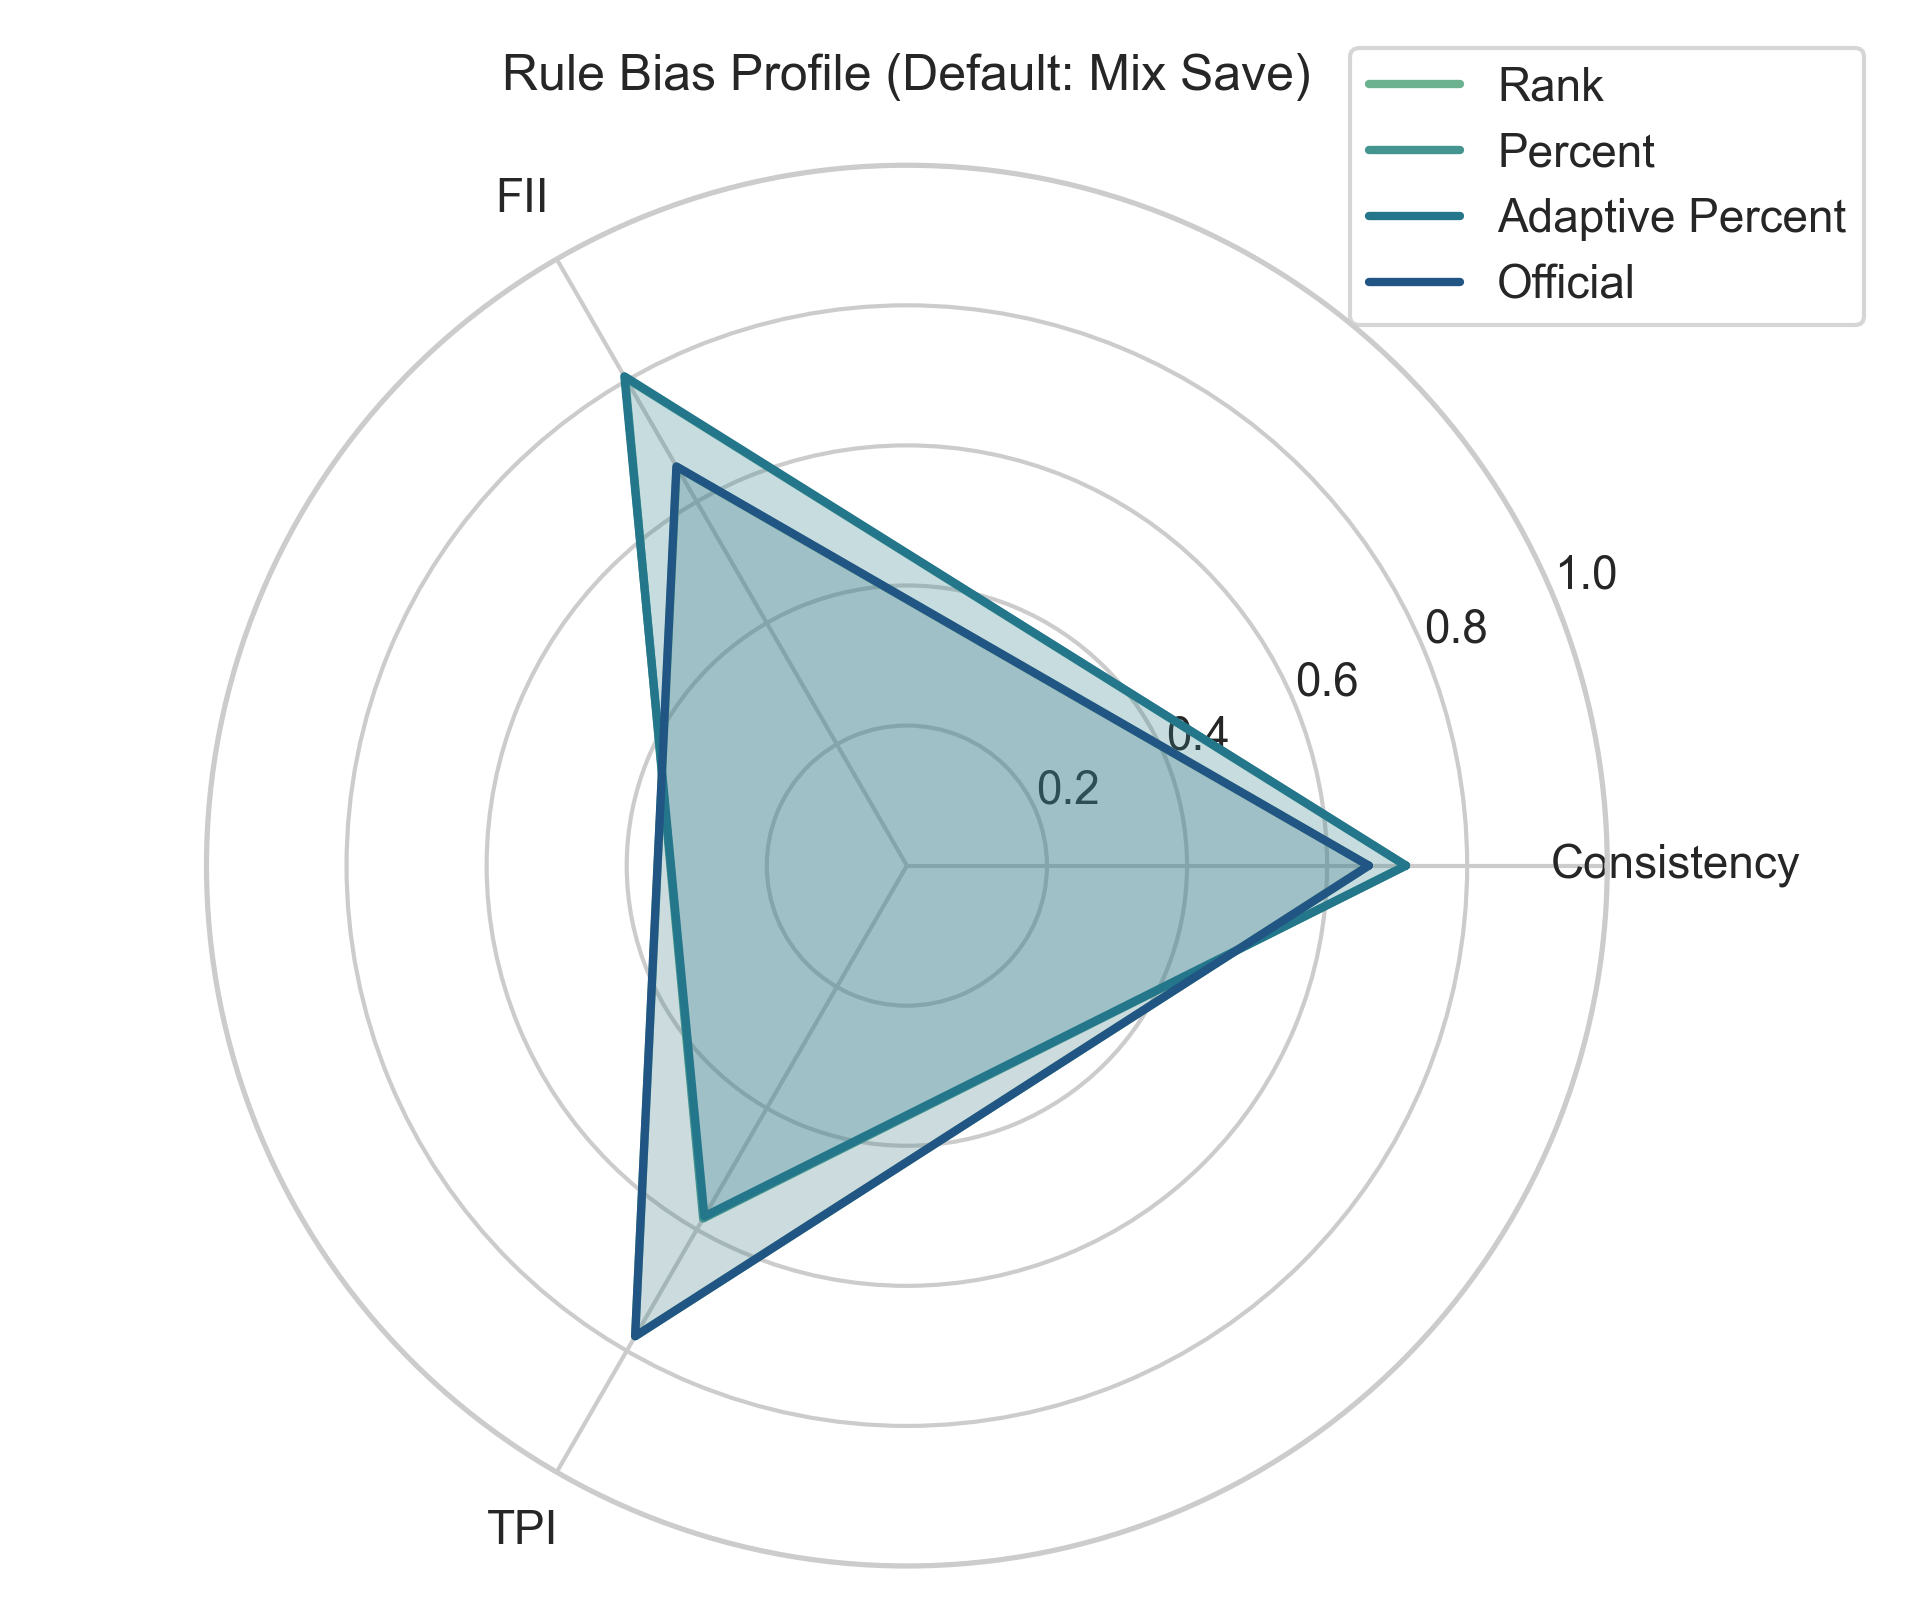 Rule Bias Profile (Default: Mix Save)
Rank
Percent
Adaptive Percent
Official
FII
1.0
0.8
0.6
0.4
0.2
Consistency
TPI